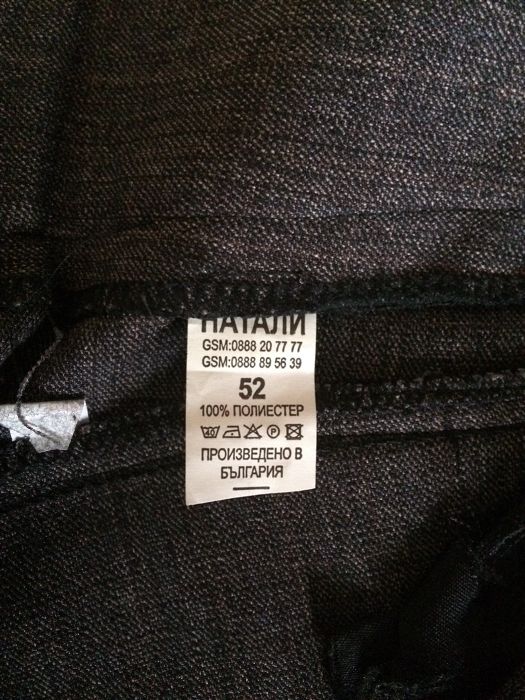 НАТАЛИ
GSM:0888 20 77 77
GSM:0888 89 56 39
52
100% ПОЛИЕСТЕР
ПРОИЗВЕДЕНО В
БЪЛГАРИЯ